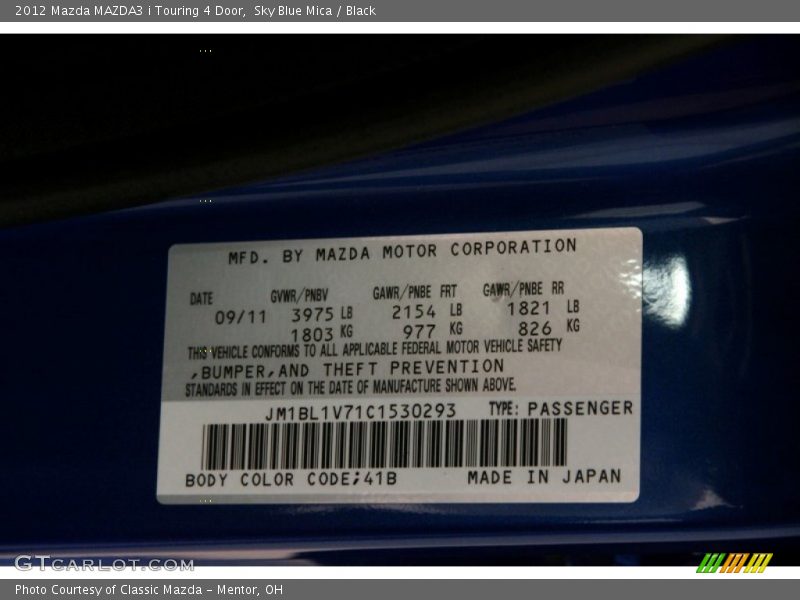 2012 Mazda MAZDA3 i Touring 4 Door,  Sky Blue Mica / Black
MFD. BY MAZDA MOTOR CORPORATION
DATE GVWR/PNBV GAWR/PNBE FRT GAWR/PNBE RR
09/11 3975 LB 2154 LB 1821 LB
1803 KG 977 KG 826 KG
THIS VEHICLE CONFORMS TO ALL APPLICABLE FEDERAL MOTOR VEHICLE SAFETY
,BUMPER,AND THEFT PREVENTION
STANDARDS IN EFFECT ON THE DATE OF MANUFACTURE SHOWN ABOVE.
JM1BL1V71C1530293 TYPE: PASSENGER
BODY COLOR CODE;41B MADE IN JAPAN
GTCARLOT.COM
Photo Courtesy of Classic Mazda - Mentor, OH